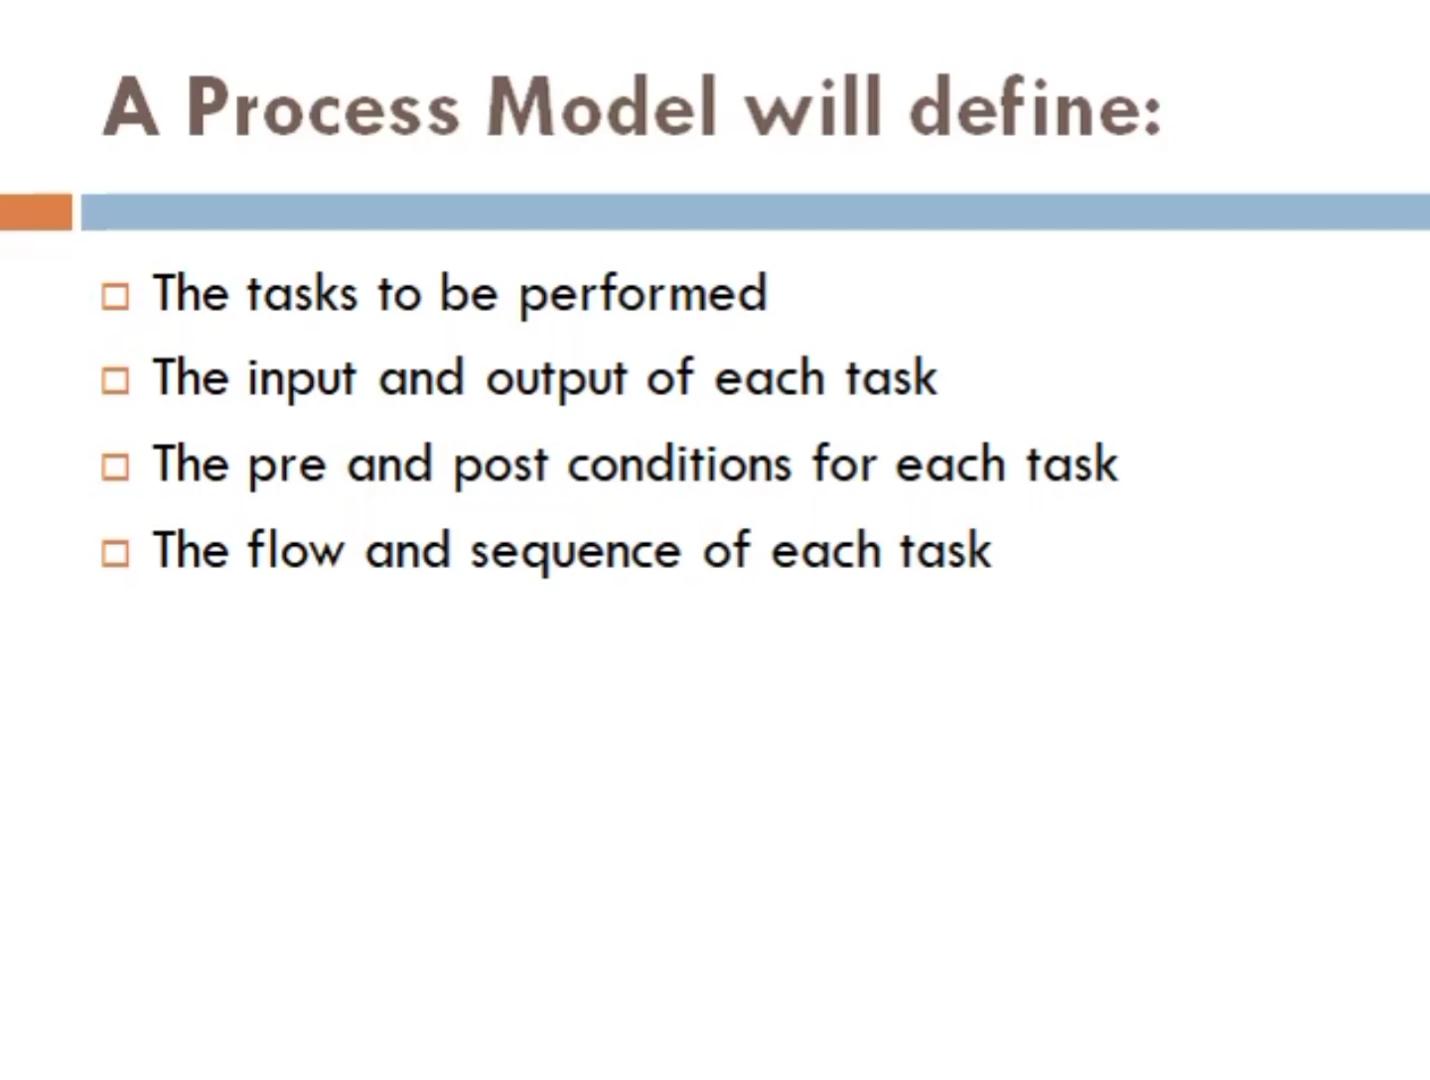 A Process Model will define:
The tasks to be performed
The input and output of each task
The pre and post conditions for each task
The flow and sequence of each task